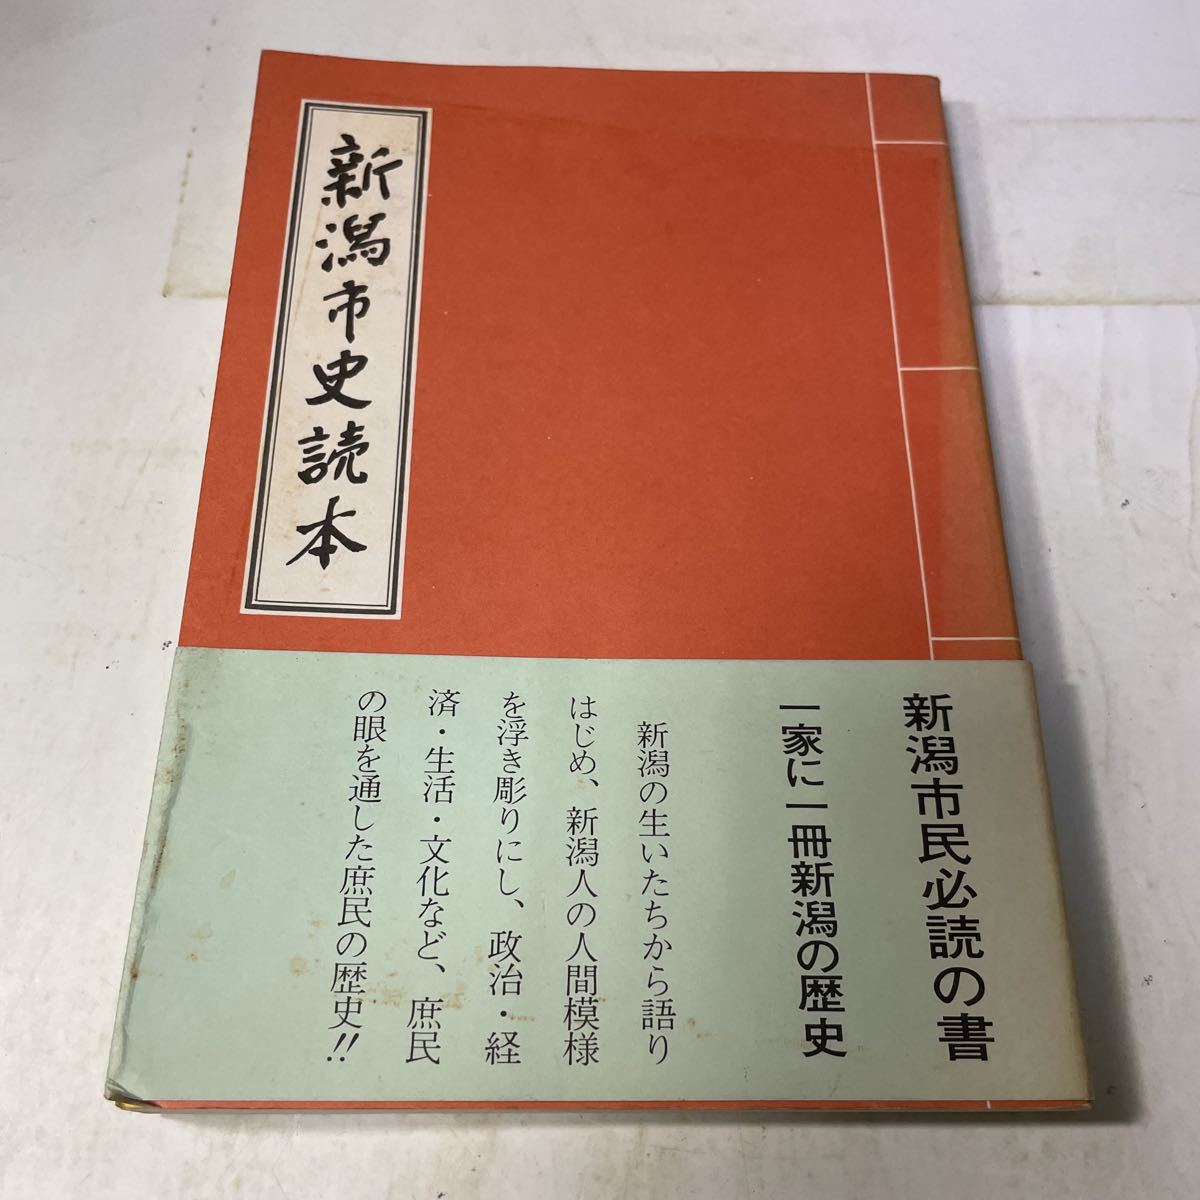 新潟市史読本
新潟市民必読の書
一家に一冊新潟の歴史
新潟の生いたちから語り
はじめ、新潟人の人間模様
を浮き彫りにし、政治・経
済・生活・文化など、庶民
の眼を通した庶民の歴史!!